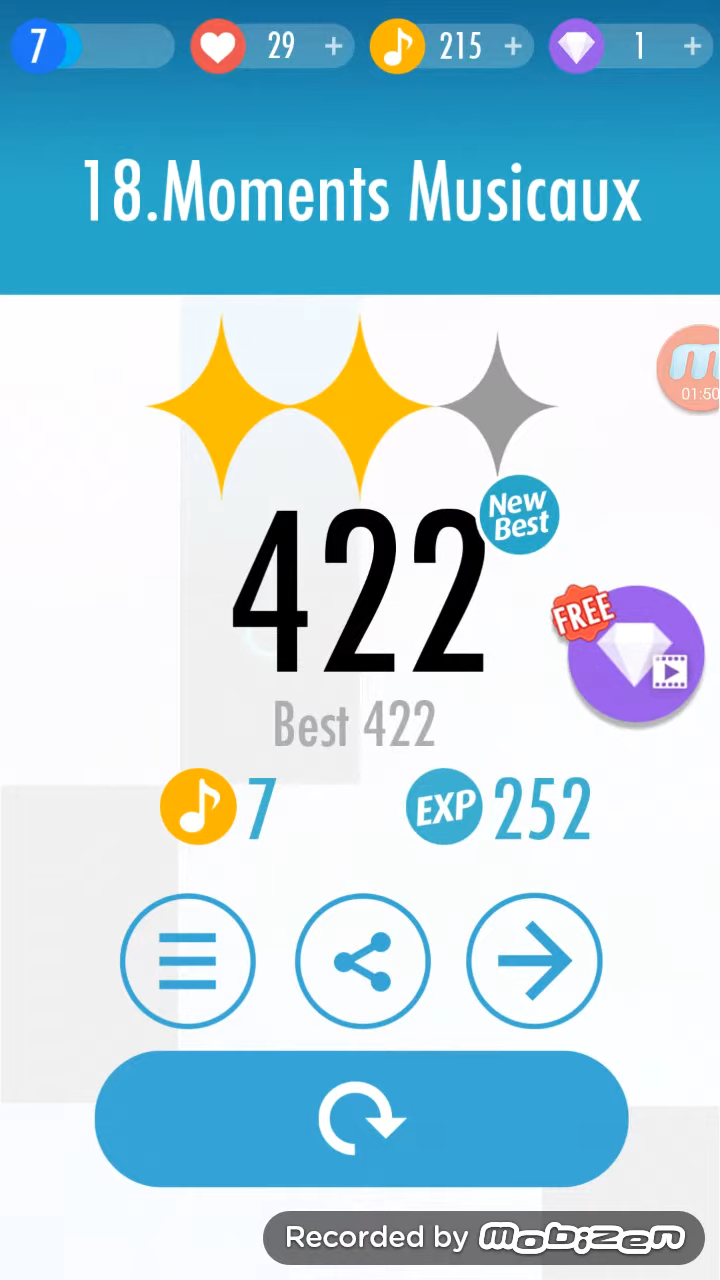 7
29 +
215 +
1 +
18.Moments Musicaux
m
01:50
New
Best
422
FREE
Best 422
7
EXP 252
Recorded by mobizen